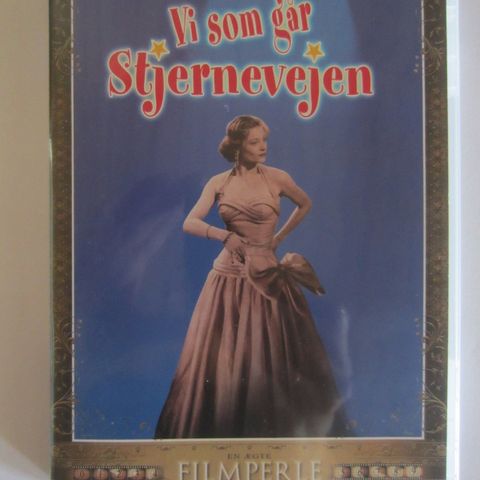 Vi som går
Stjernevejen
EN ÆGTE
FILMPERLE